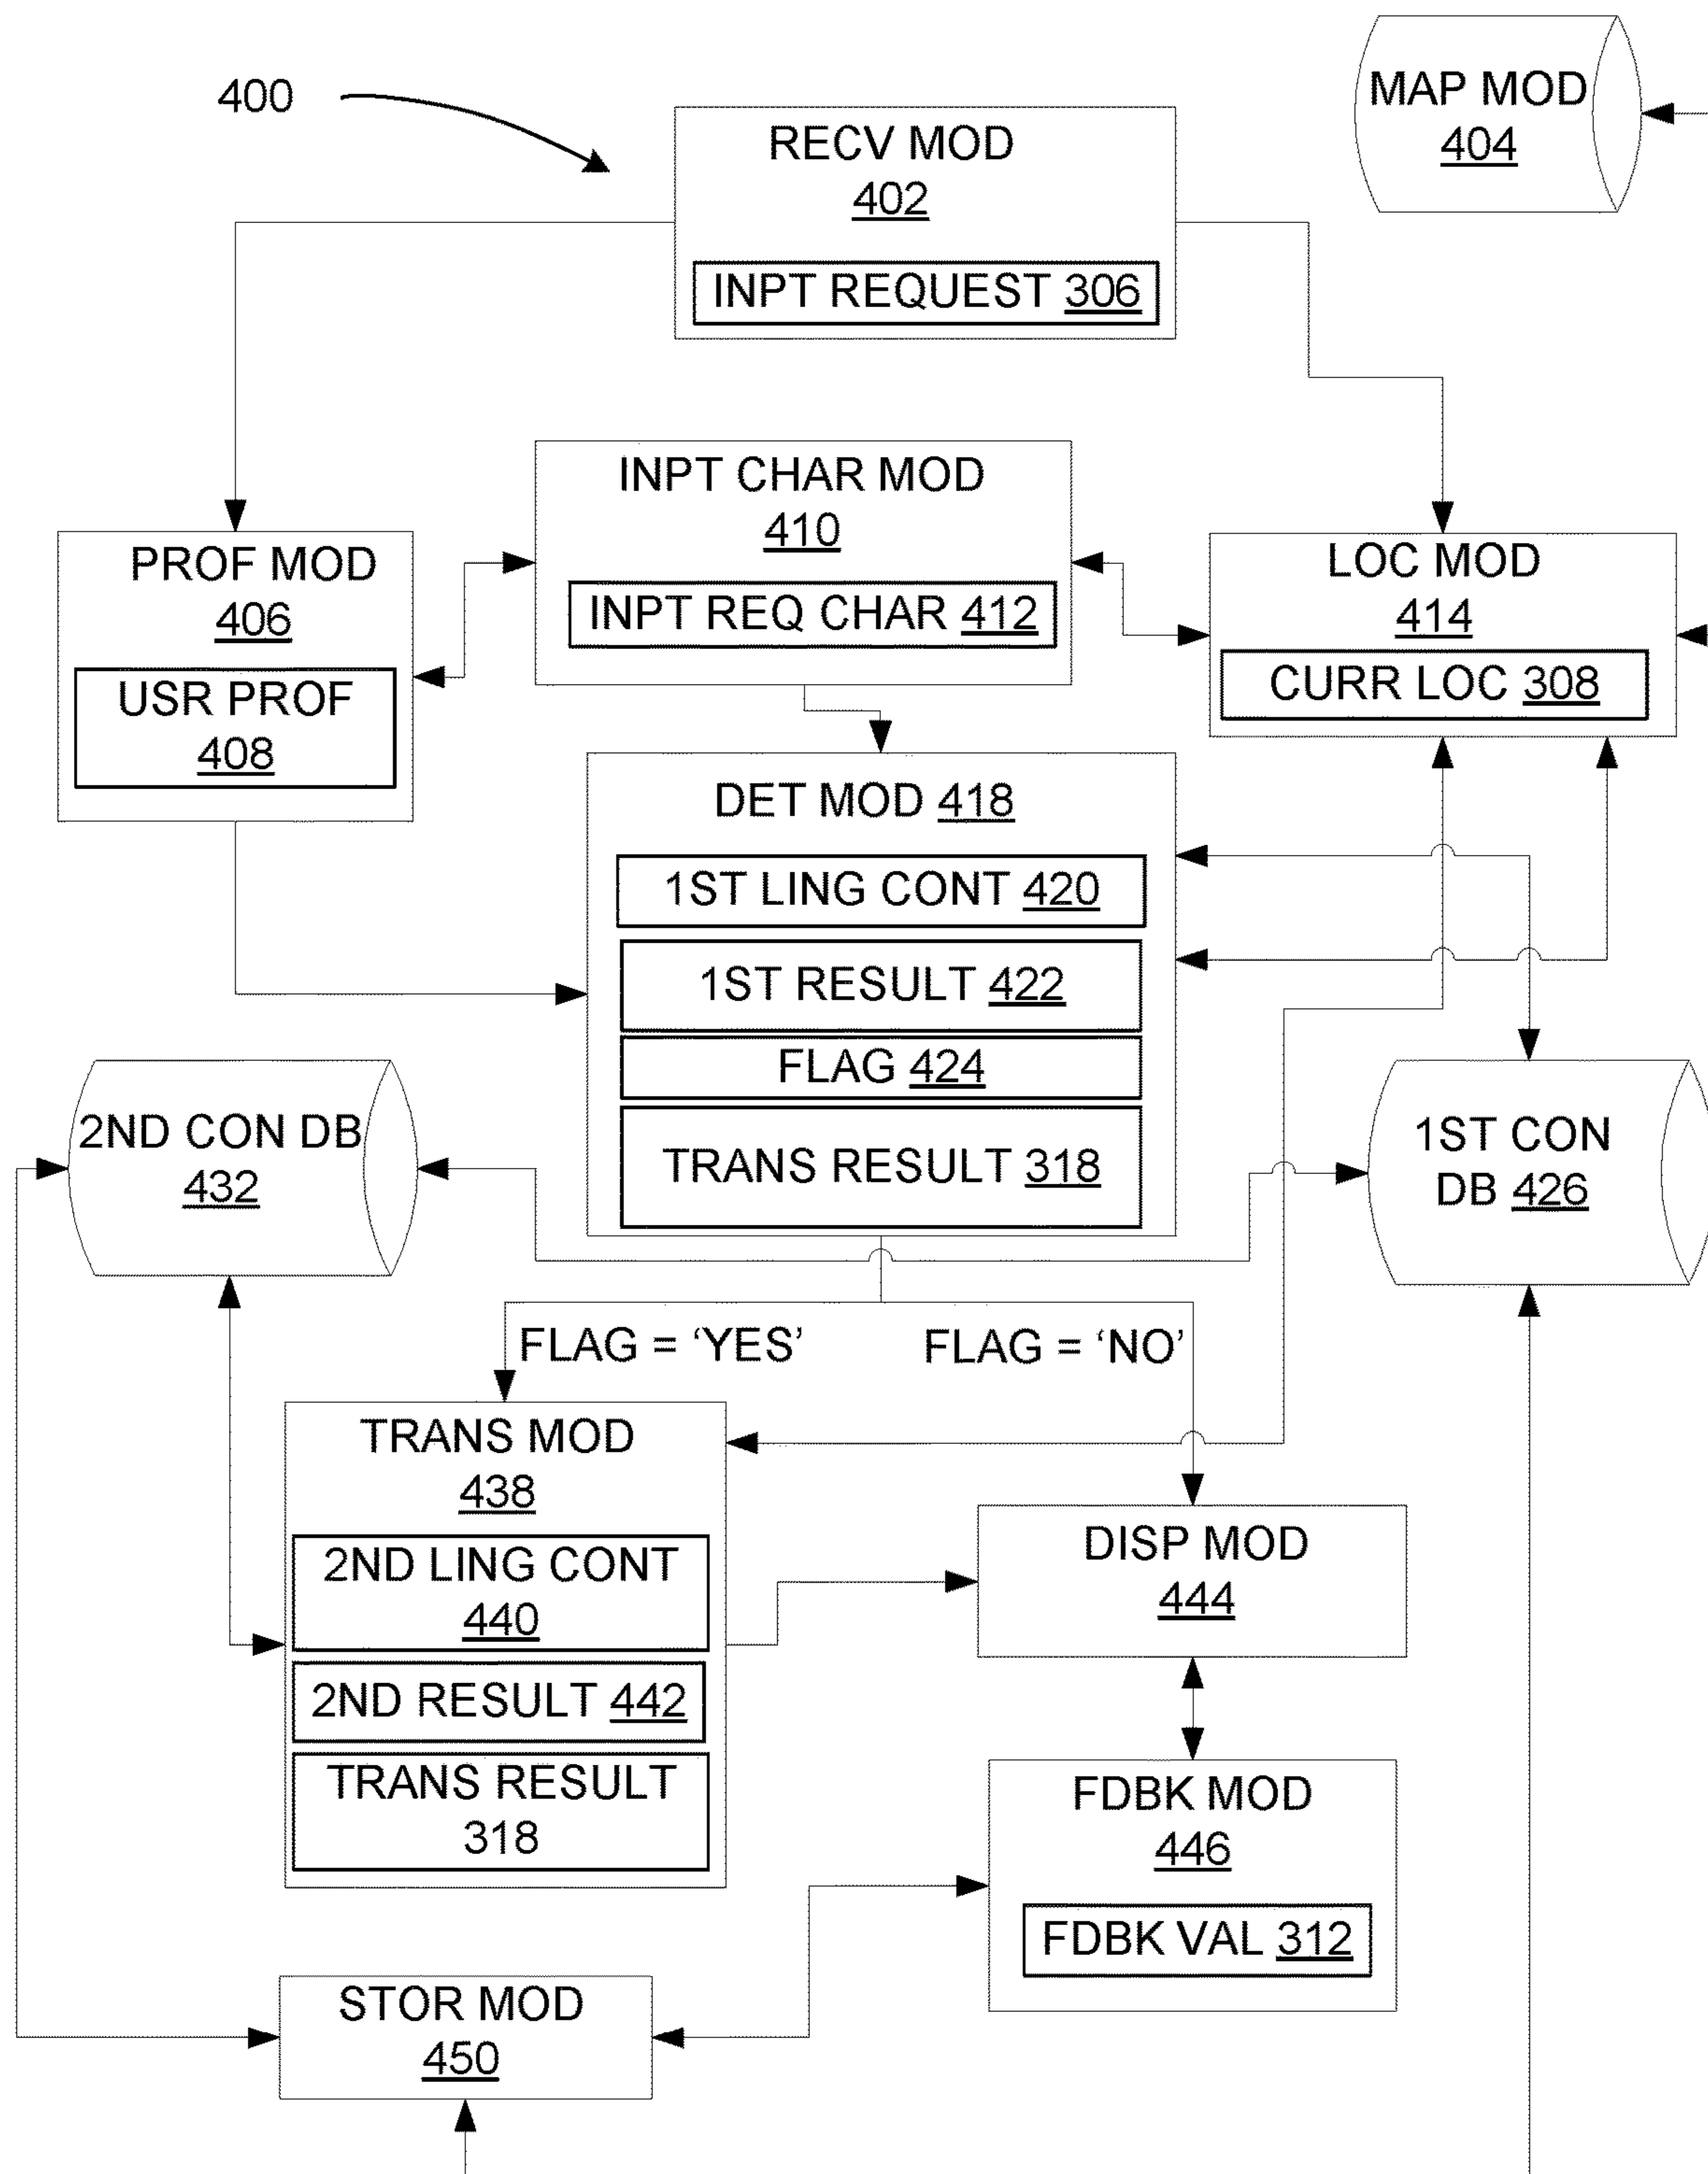 400
RECV MOD
402
INPT REQUEST 306
MAP MOD
404
INPT CHAR MOD
410
INPT REQ CHAR 412
PROF MOD
406
USR PROF
408
LOC MOD
414
CURR LOC 308
DET MOD 418
1ST LING CONT 420
1ST RESULT 422
FLAG 424
TRANS RESULT 318
2ND CON DB
432
1ST CON
DB 426
FLAG = ‘YES’
FLAG = ‘NO’
TRANS MOD
438
2ND LING CONT
440
2ND RESULT 442
TRANS RESULT
318
DISP MOD
444
FDBK MOD
446
FDBK VAL 312
STOR MOD
450